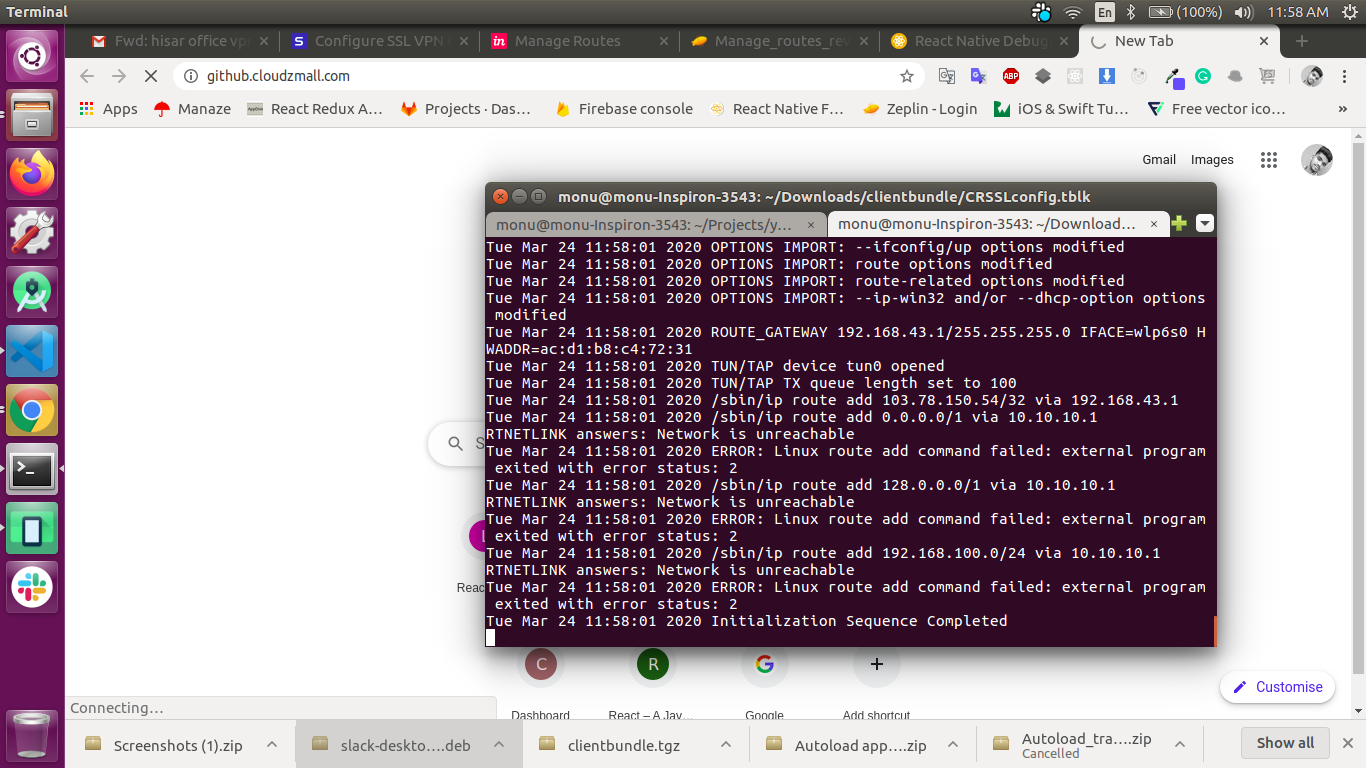 Terminal
En
(100%)
11:58 AM
Fwd: hisar office vp
Configure SSL VPN
Manage Routes
Manage_routes_rev
React Native Debug
New Tab
github.cloudzmall.com
ABP
Apps
Manaze
React Redux A…
Projects · Das…
Firebase console
React Native F…
Zeplin - Login
iOS & Swift Tu…
Free vector ico…
»
Gmail
Images
monu@monu-Inspiron-3543: ~/Downloads/clientbundle/CRSSLconfig.tblk
monu@monu-Inspiron-3543: ~/Projects/y…
monu@monu-Inspiron-3543: ~/Download…
Tue Mar 24 11:58:01 2020 OPTIONS IMPORT: --ifconfig/up options modified
Tue Mar 24 11:58:01 2020 OPTIONS IMPORT: route options modified
Tue Mar 24 11:58:01 2020 OPTIONS IMPORT: route-related options modified
Tue Mar 24 11:58:01 2020 OPTIONS IMPORT: --ip-win32 and/or --dhcp-option options
modified
Tue Mar 24 11:58:01 2020 ROUTE_GATEWAY 192.168.43.1/255.255.255.0 IFACE=wlp6s0 H
WADDR=ac:d1:b8:c4:72:31
Tue Mar 24 11:58:01 2020 TUN/TAP device tun0 opened
Tue Mar 24 11:58:01 2020 TUN/TAP TX queue length set to 100
Tue Mar 24 11:58:01 2020 /sbin/ip route add 103.78.150.54/32 via 192.168.43.1
Tue Mar 24 11:58:01 2020 /sbin/ip route add 0.0.0.0/1 via 10.10.10.1
RTNETLINK answers: Network is unreachable
Tue Mar 24 11:58:01 2020 ERROR: Linux route add command failed: external program
exited with error status: 2
Tue Mar 24 11:58:01 2020 /sbin/ip route add 128.0.0.0/1 via 10.10.10.1
RTNETLINK answers: Network is unreachable
Tue Mar 24 11:58:01 2020 ERROR: Linux route add command failed: external program
exited with error status: 2
Tue Mar 24 11:58:01 2020 /sbin/ip route add 192.168.100.0/24 via 10.10.10.1
RTNETLINK answers: Network is unreachable
Tue Mar 24 11:58:01 2020 ERROR: Linux route add command failed: external program
exited with error status: 2
Tue Mar 24 11:58:01 2020 Initialization Sequence Completed
S
L
Reac
C
R
G
Dashboard
React – A Jav…
Google
Add shortcut
Customise
Connecting…
Screenshots (1).zip
slack-deskto….deb
clientbundle.tgz
Autoload app….zip
Autoload_tra….zip
Cancelled
Show all